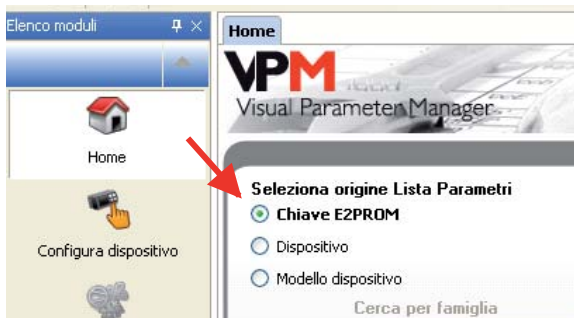 Elenco moduli
Home
Configura dispositivo
Home
VPM
Visual Parameter Manager
Seleziona origine Lista Parametri
Chiave E2PROM
Dispositivo
Modello dispositivo
Cerca per famiglia